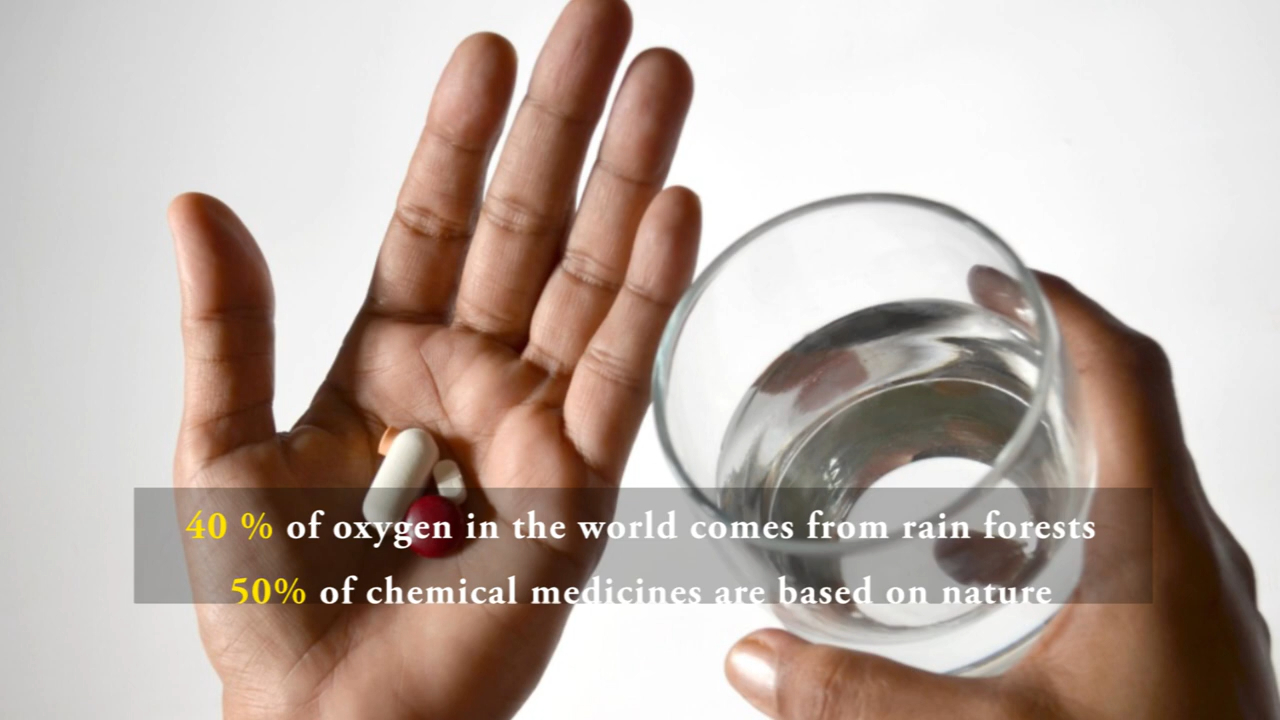 40 % of oxygen in the world comes from rain forests
50% of chemical medicines are based on nature